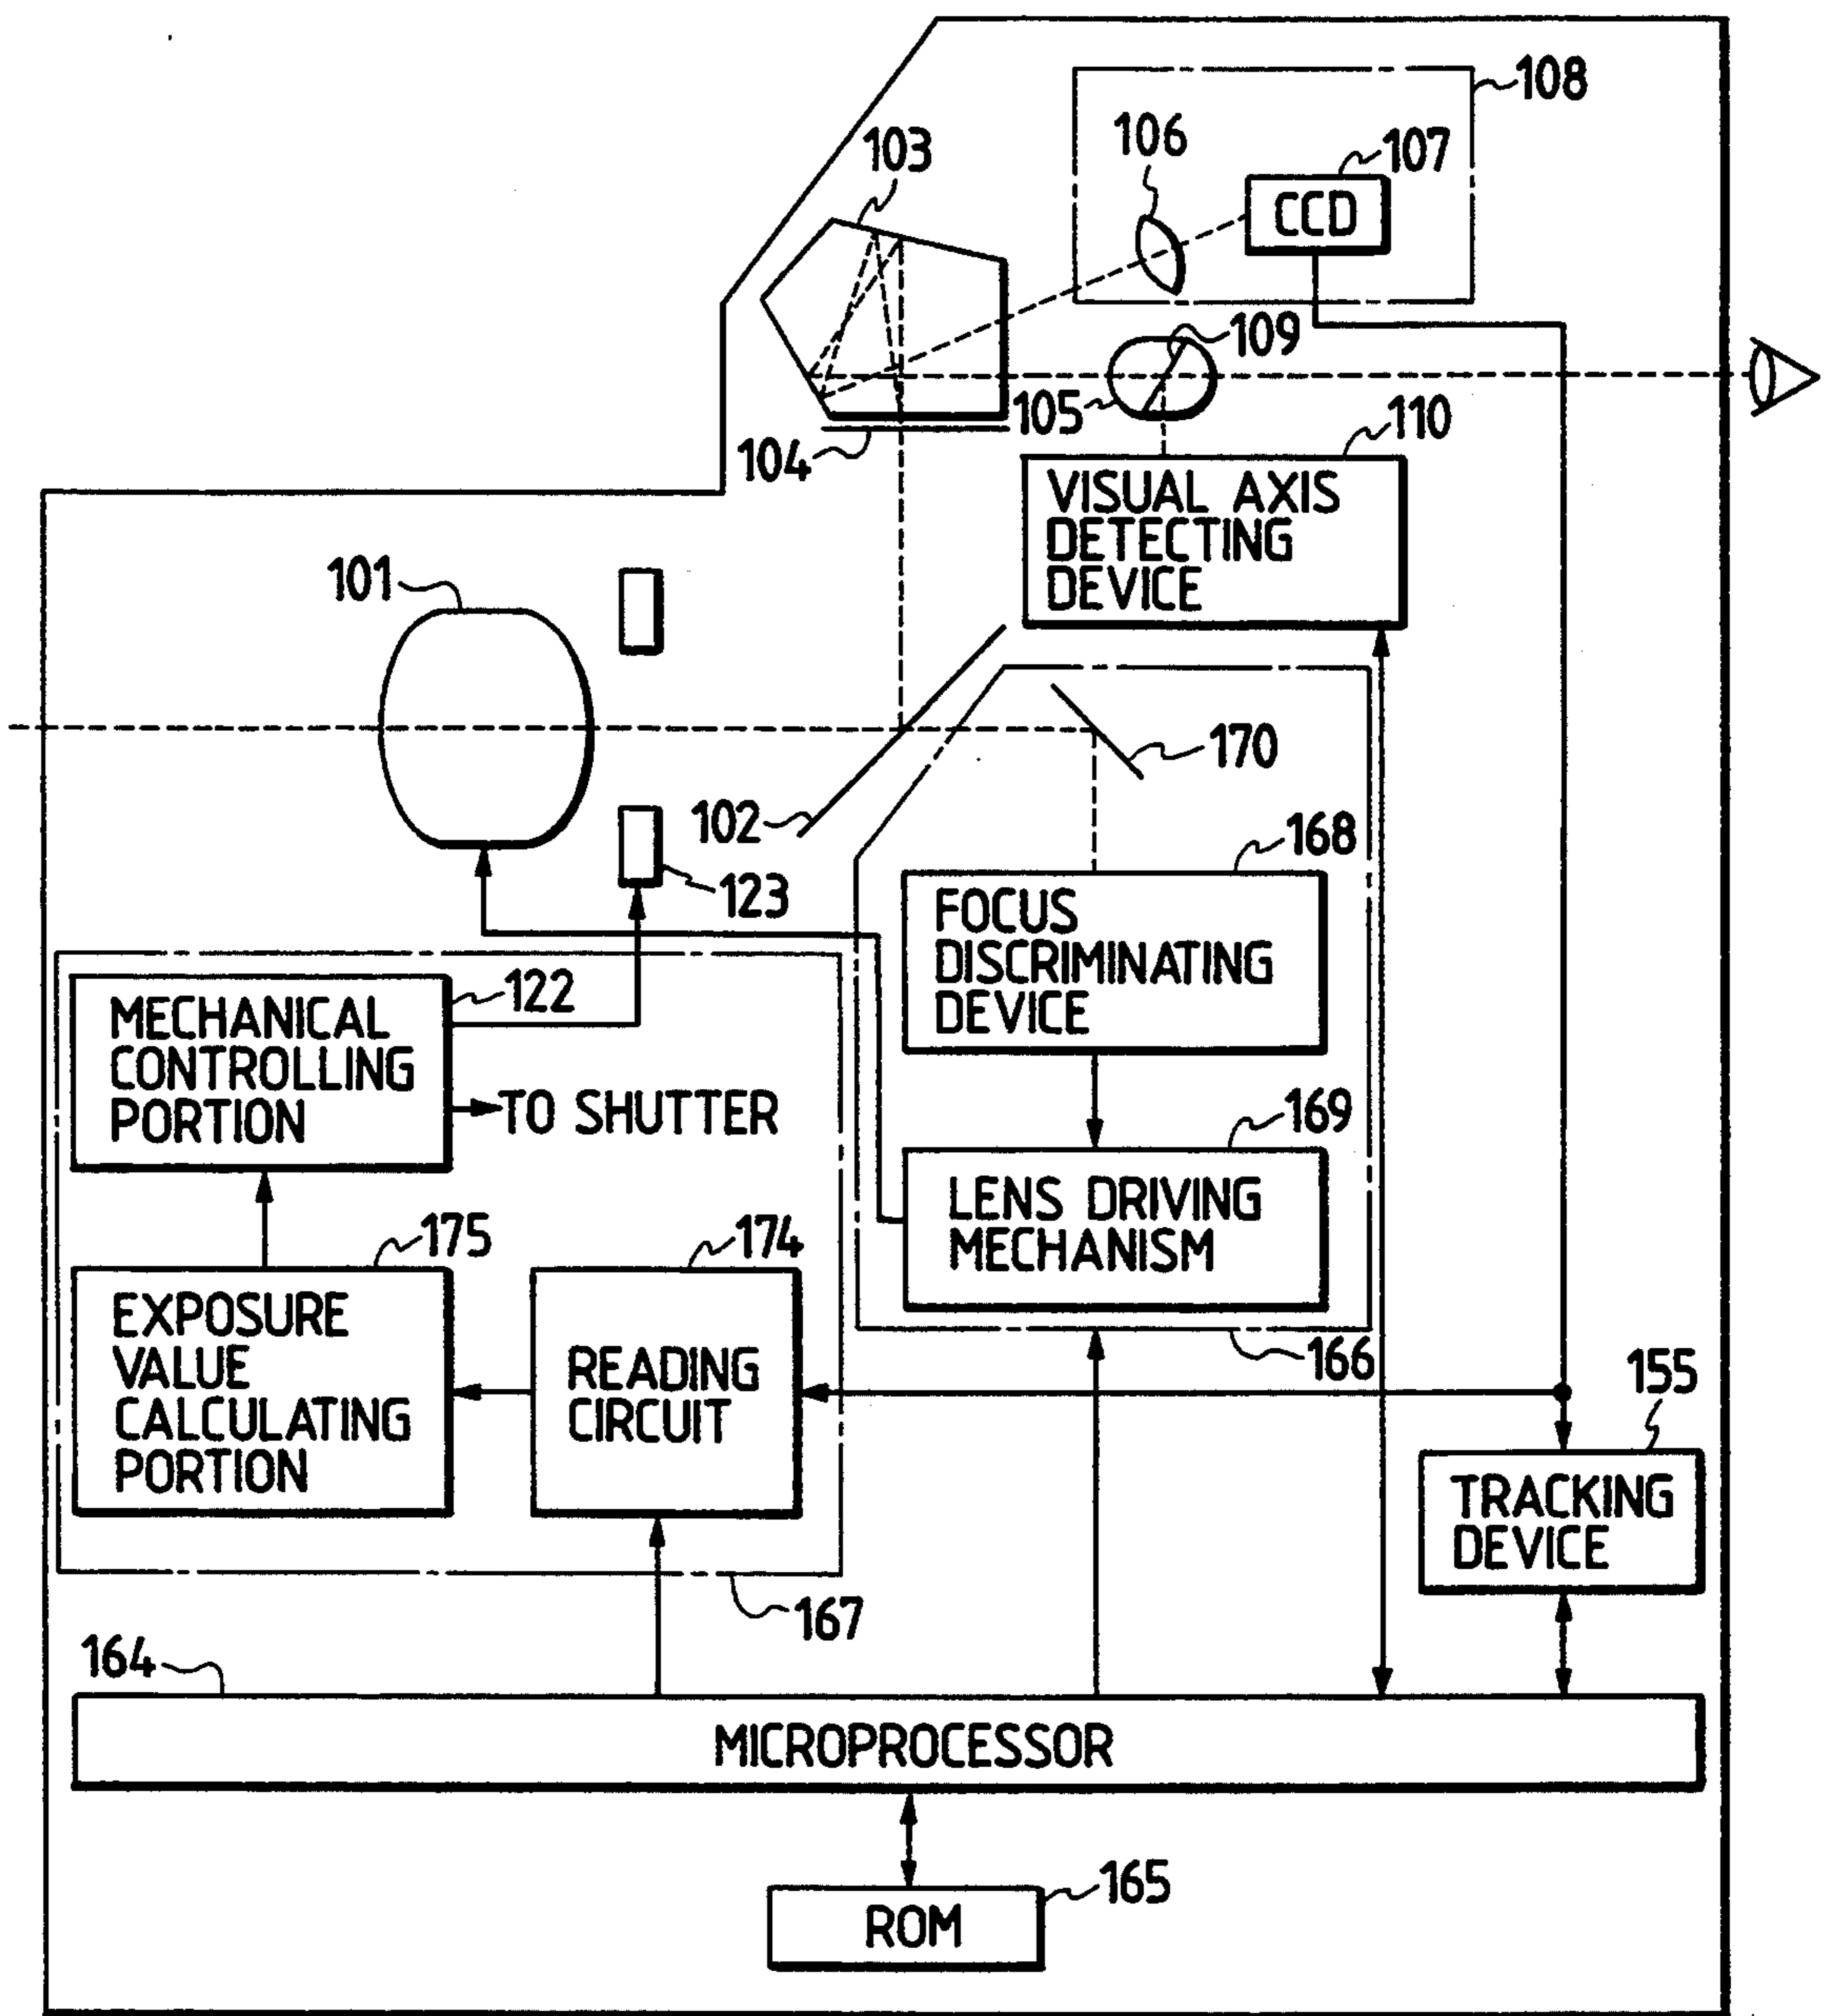 108
103
106
107
CCD
109
105
104
110
VISUAL AXIS
DETECTING
DEVICE
101
170
102
123
168
FOCUS
DISCRIMINATING
DEVICE
122
MECHANICAL
CONTROLLING
PORTION
TO SHUTTER
169
LENS DRIVING
MECHANISM
175
174
EXPOSURE
VALUE
CALCULATING
PORTION
READING
CIRCUIT
166
155
TRACKING
DEVICE
167
164
MICROPROCESSOR
165
ROM